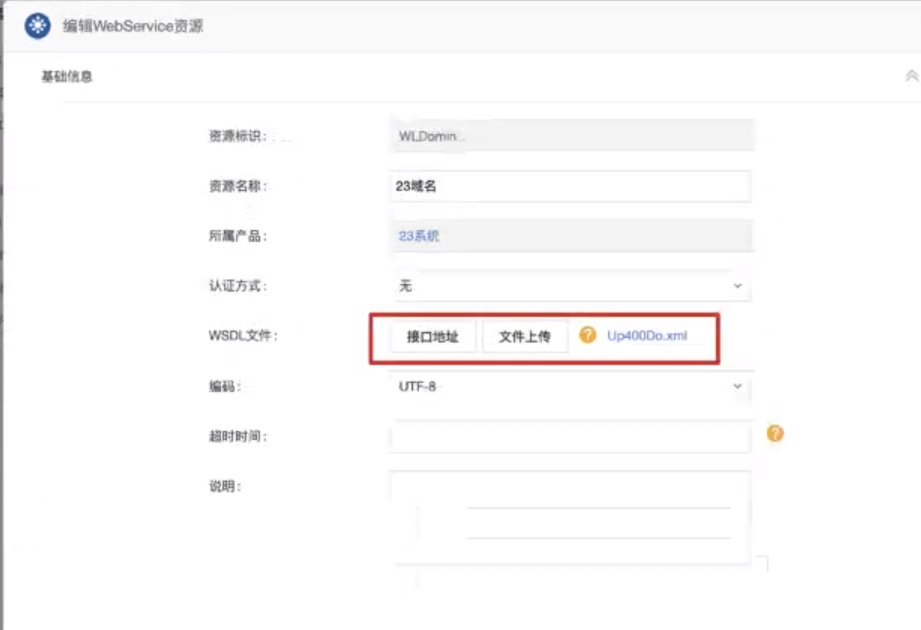 编辑WebService资源
基础信息
资源标识: WLDomin...
资源名称: 23域名
所属产品: 23系统
认证方式: 无
WSDL文件: 接口地址 文件上传 ? Up400Do.xml
编码: UTF-8
超时时间: ?
说明: